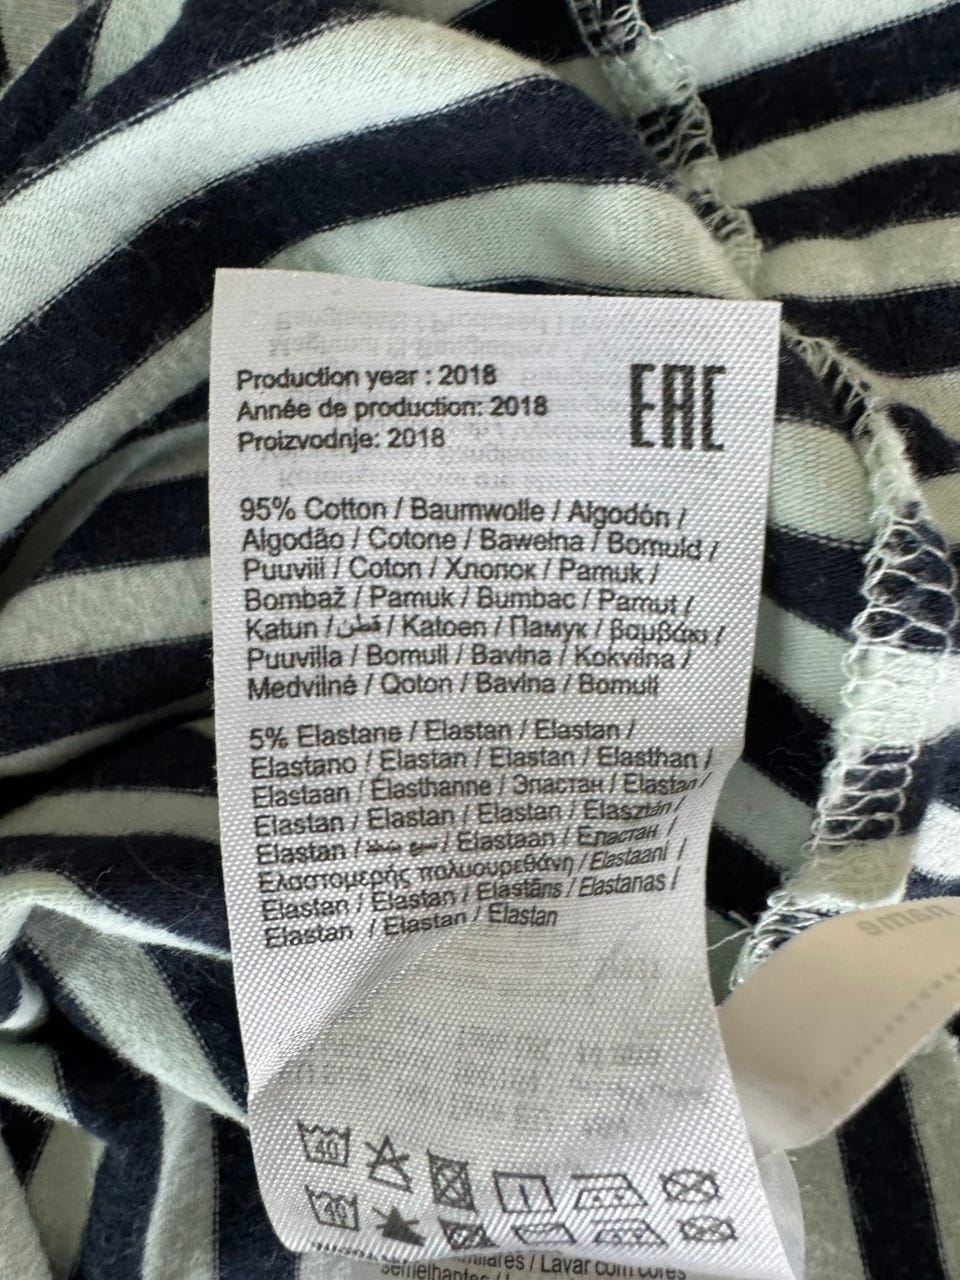 Production year : 2018
Année de production: 2018
Proizvodnje: 2018
EAC
95% Cotton / Baumwolle / Algodón /
Algodão / Cotone / Bawełna / Bomuld /
Puuvill / Coton / Хлопок / Pamuk /
Bombaž / Pamuk / Bumbac / Pamut /
Katun / قطن / Katoen / Памук / βαμβάκι /
Puuvilla / Bomull / Bavlna / Kokvilna /
Medvilnė / Qoton / Bavlna / Bomull
5% Elastane / Elastan / Elastan /
Elastano / Elastan / Elastan / Elasthan /
Elastaan / Élasthanne / Эластан / Elastan /
Elastan / Elastan / Elastan / Elasztán /
Elastan / / Elastaan / Еластан /
Ελαστομερής πολυουρεθάνη / Elastaani /
Elastan / Elastan / Elastāns / Elastanas /
Elastan / Elastan / Elastan
40
40
/ Lavar com cores
semelhantes /